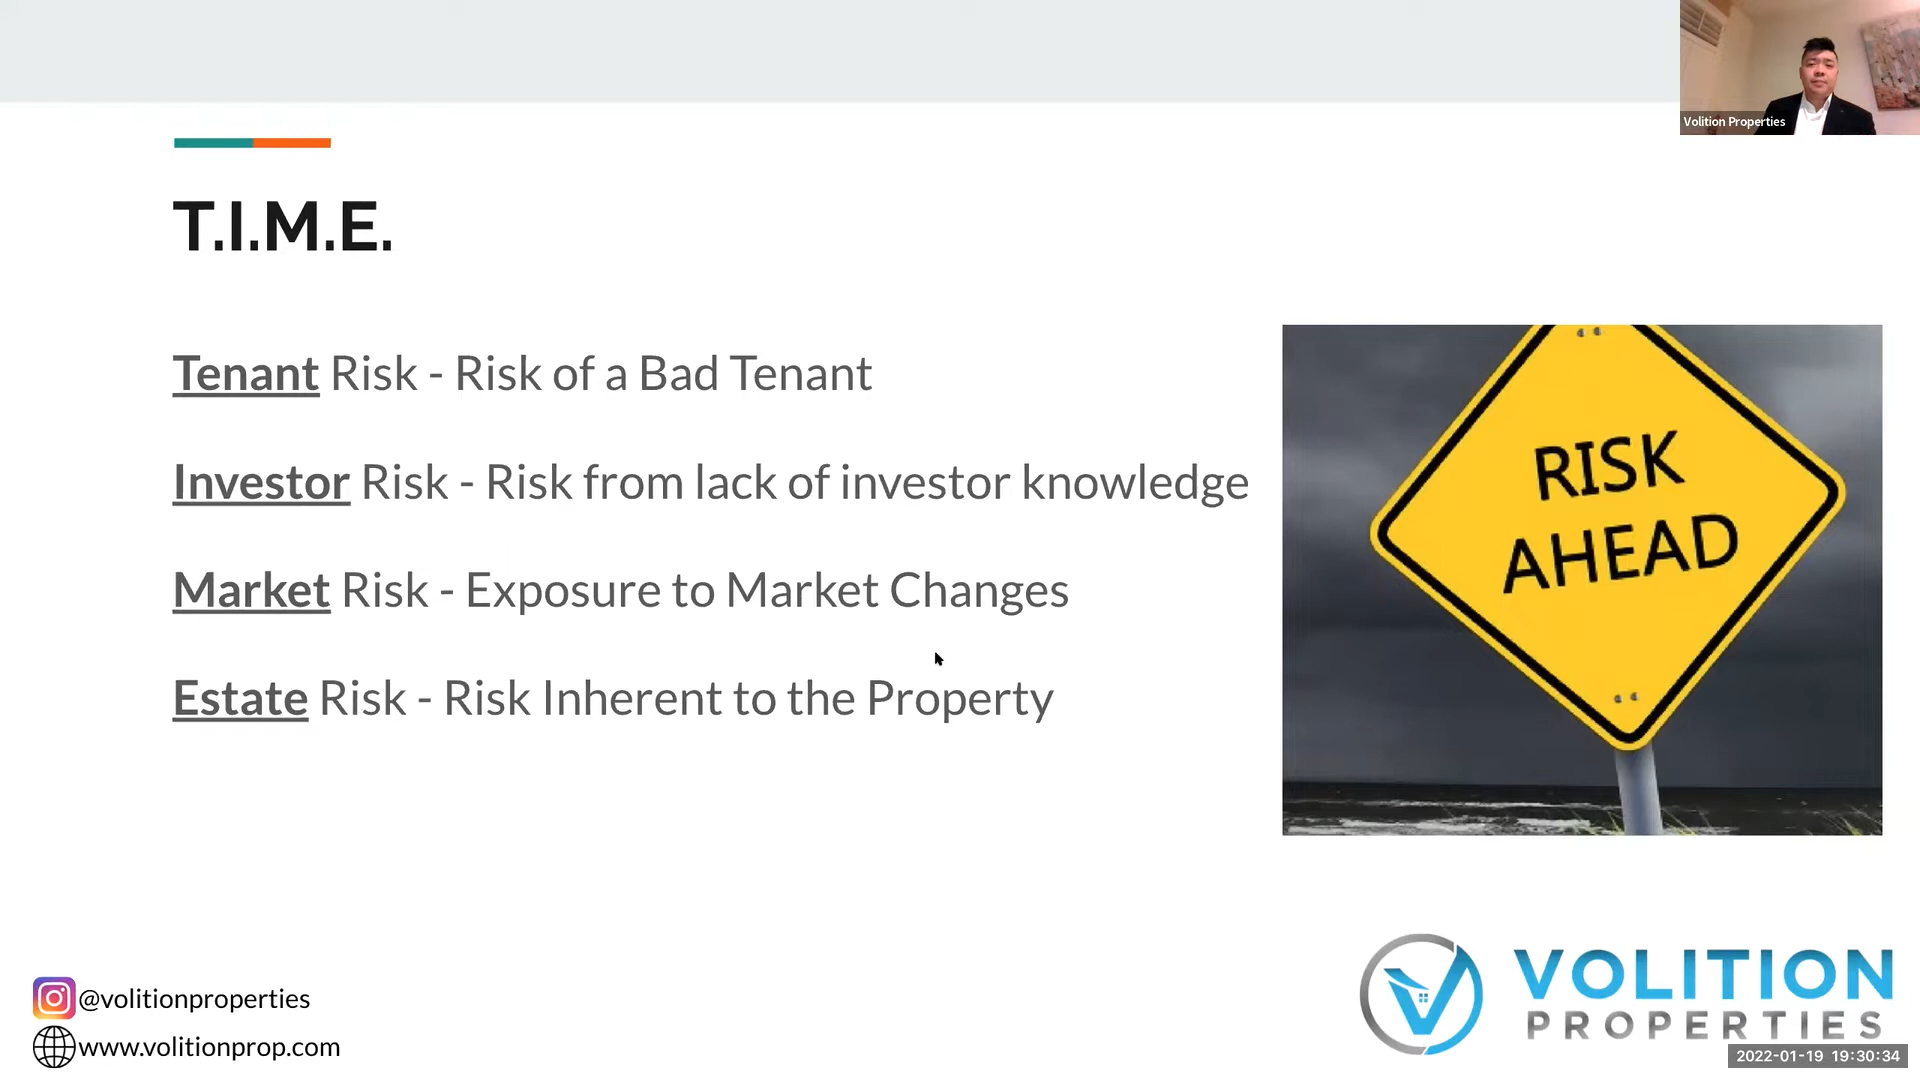 Volition Properties
T.I.M.E.
Tenant Risk - Risk of a Bad Tenant
Investor Risk - Risk from lack of investor knowledge
Market Risk - Exposure to Market Changes
Estate Risk - Risk Inherent to the Property
RISK
AHEAD
@volitionproperties
www.volitionprop.com
VOLITION
PROPERTIES
2022-01-19 19:30:34